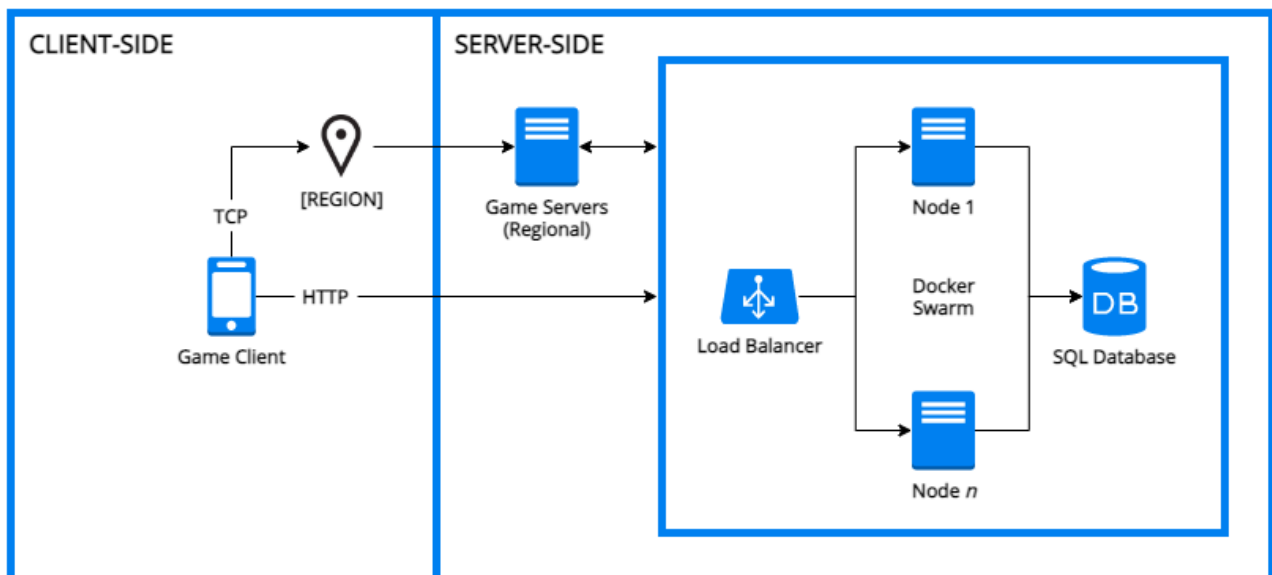 CLIENT-SIDE
SERVER-SIDE
[REGION]
TCP
Game Servers
(Regional)
Node 1
HTTP
Game Client
Load Balancer
Docker
Swarm
DB
SQL Database
Node n